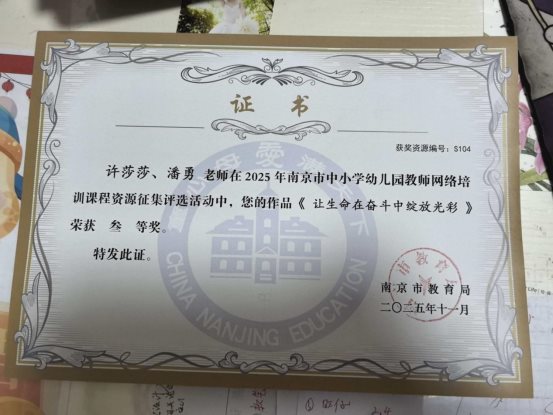 证 书
获奖资源编号：S104
许莎莎、潘勇 老师在 2025 年南京市中小学幼儿园教师网络培
训课程资源征集评选活动中，您的作品《 让生命在奋斗中绽放光彩 》
荣获 叁 等奖。
特发此证。
南京市教育局
二〇二五年十一月
CHINA NANJING EDUCATION